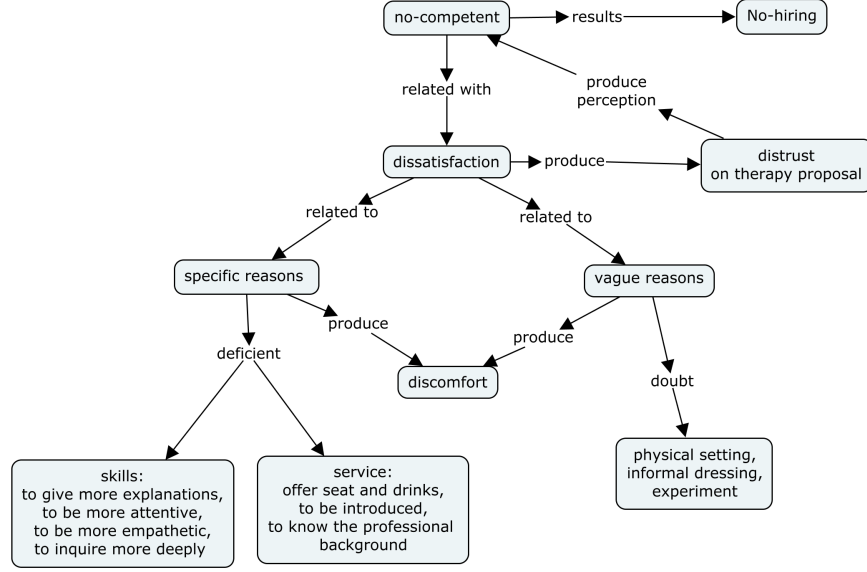 no-competent
results
No-hiring
related with
produce
perception
dissatisfaction
produce
distrust
on therapy proposal
related to
related to
specific reasons
vague reasons
produce
produce
deficient
discomfort
doubt
skills:
to give more explanations,
to be more attentive,
to be more empathetic,
to inquire more deeply
service:
offer seat and drinks,
to be introduced,
to know the professional
background
physical setting,
informal dressing,
experiment